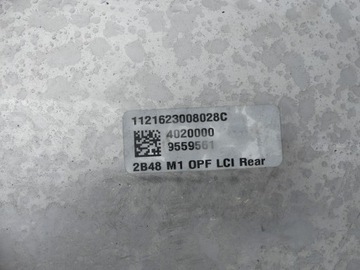 1121623008028C
4020000
9559561
2B48 M1 OPF LCI Rear